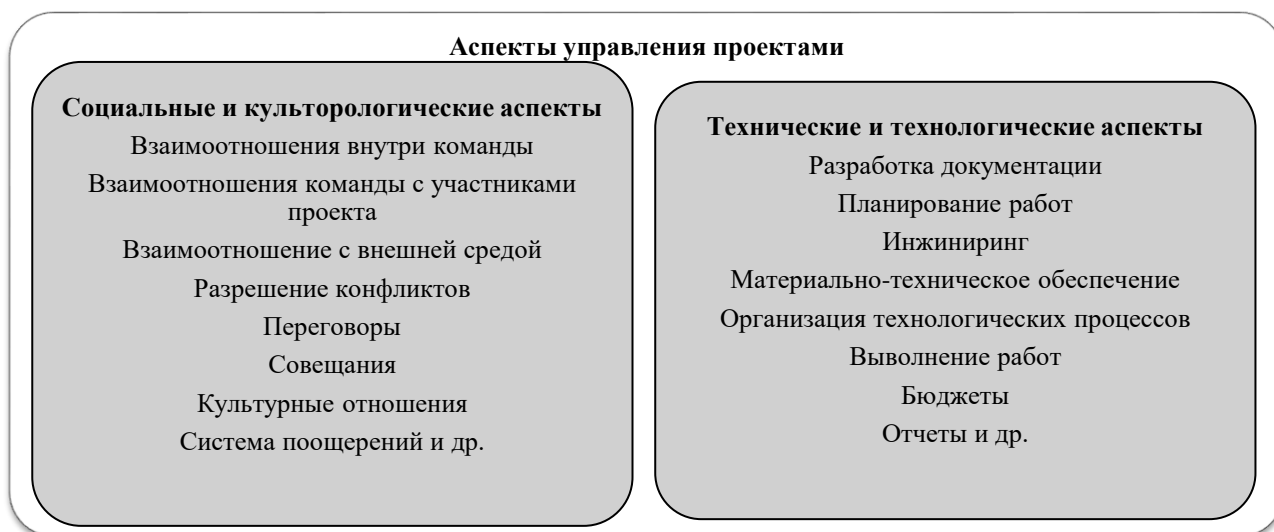 Аспекты управления проектами
Социальные и культорологические аспекты
Взаимоотношения внутри команды
Взаимоотношения команды с участниками
проекта
Взаимоотношение с внешней средой
Разрешение конфликтов
Переговоры
Совещания
Культурные отношения
Система поощерений и др.
Технические и технологические аспекты
Разработка документации
Планирование работ
Инжиниринг
Материально-техническое обеспечение
Организация технологических процессов
Выволнение работ
Бюджеты
Отчеты и др.